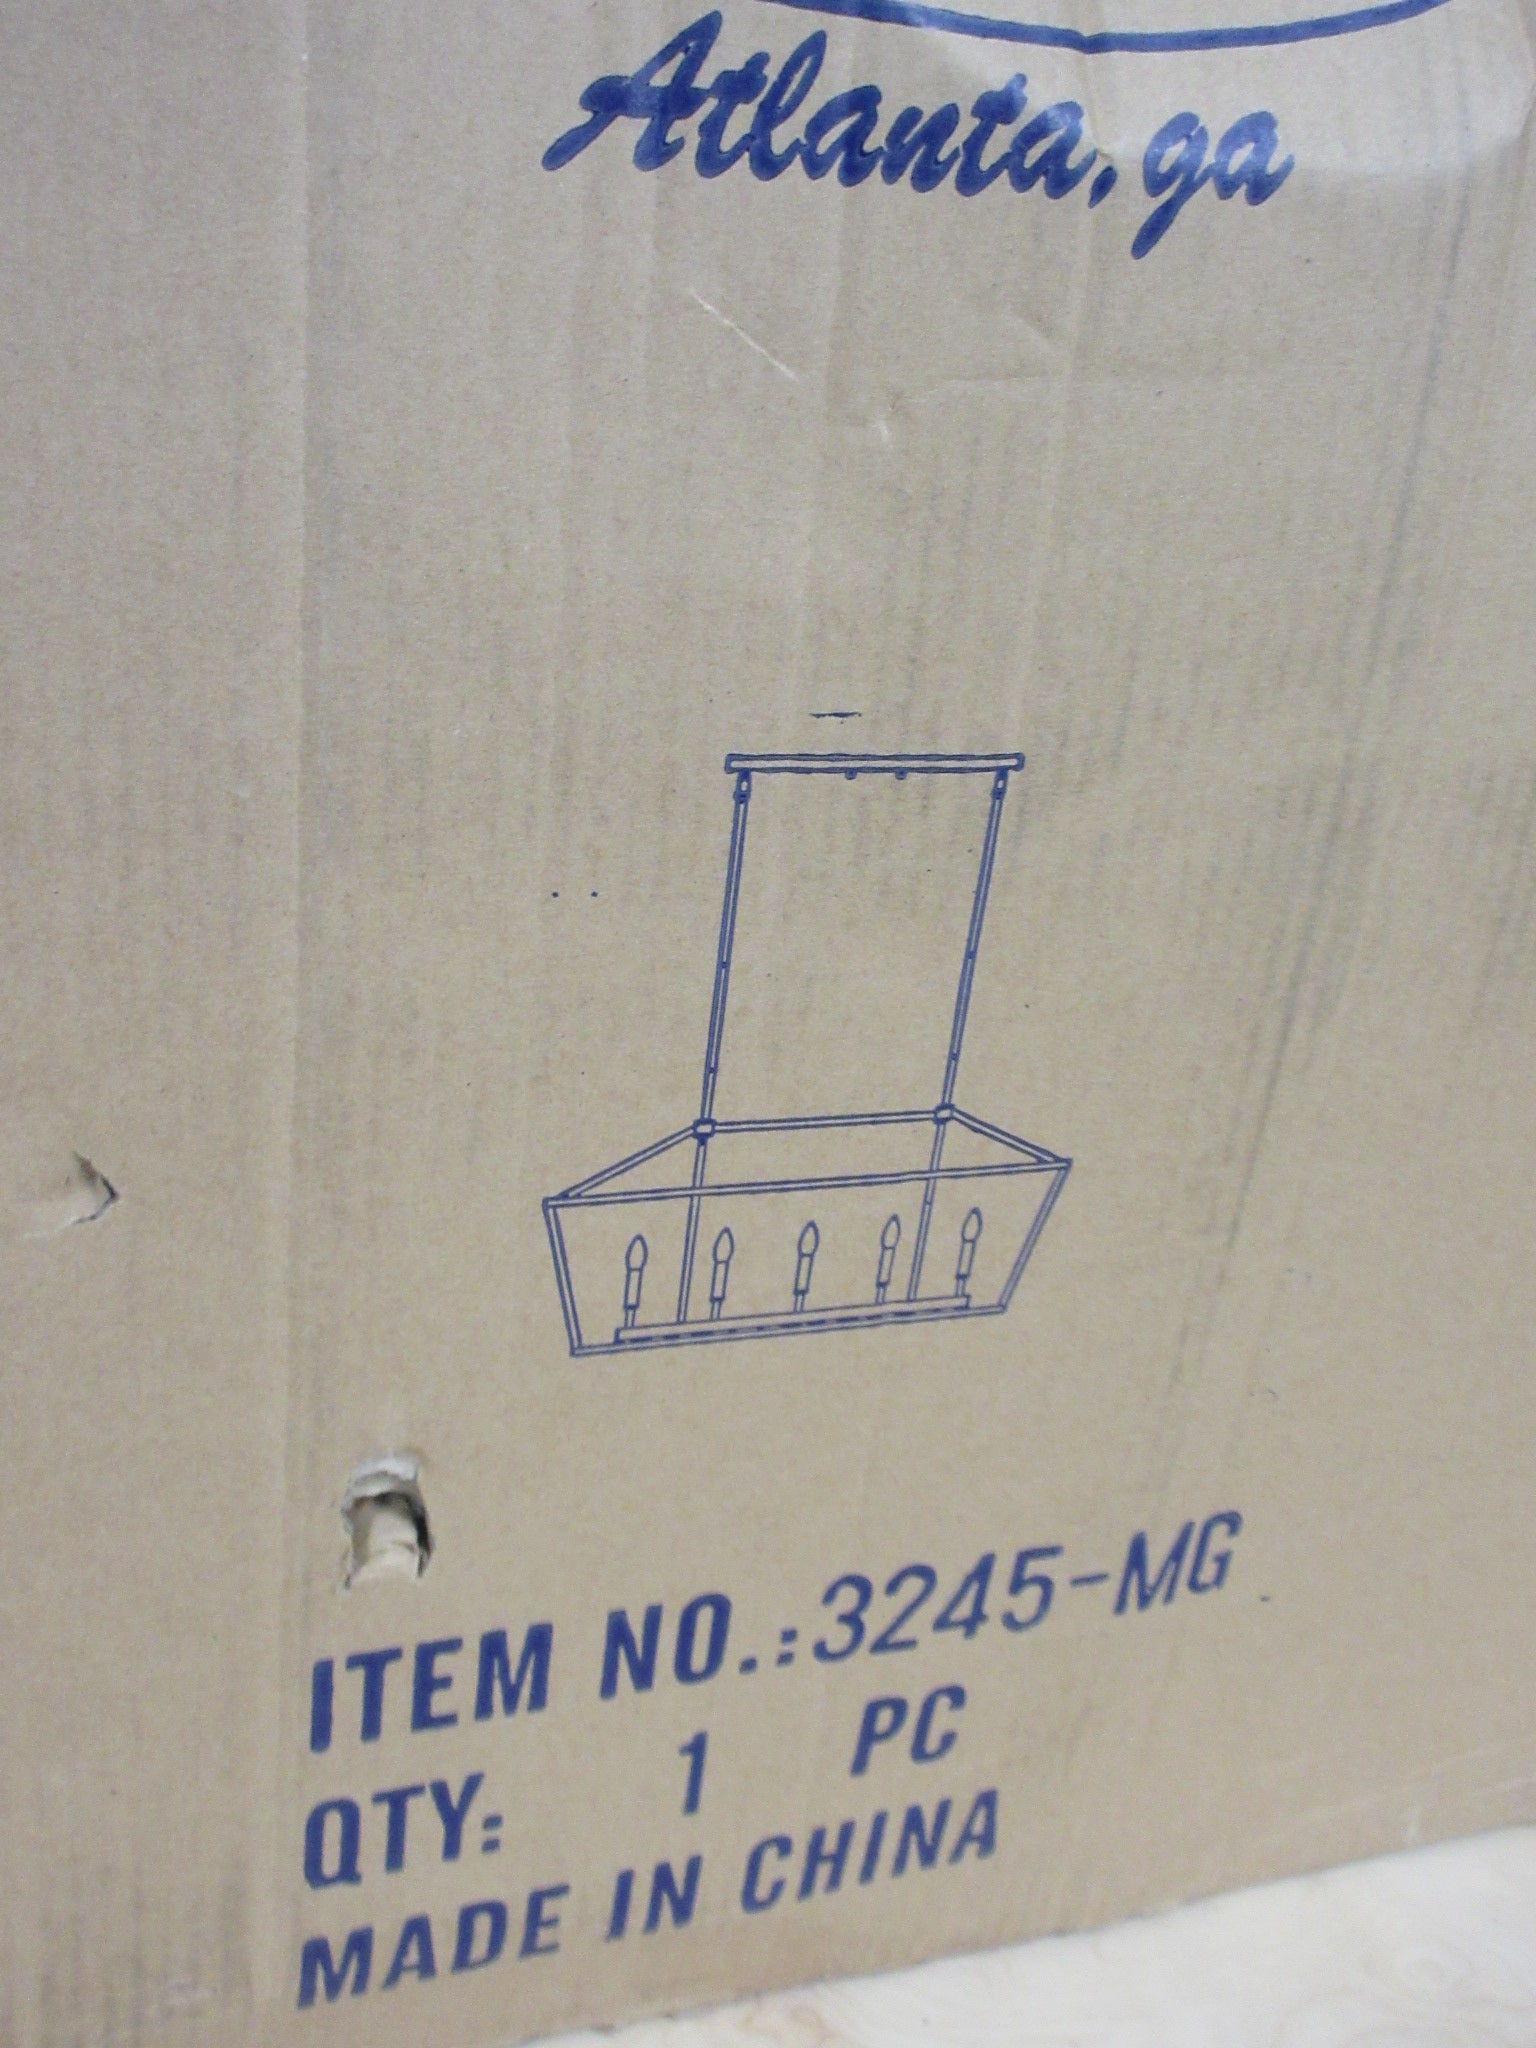 Atlanta, ga
ITEM NO.:3245-MG
QTY: 1 PC
MADE IN CHINA